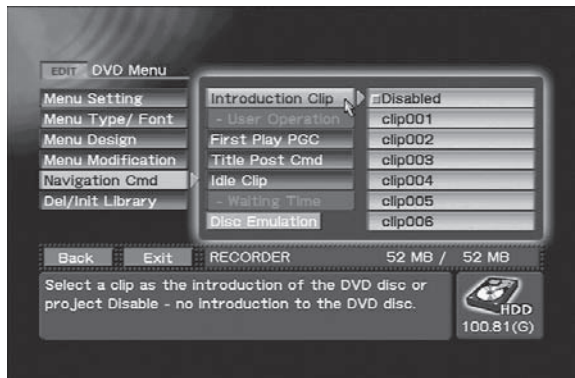 EDIT DVD Menu
Menu Setting
Menu Type/ Font
Menu Design
Menu Modification
Navigation Cmd
Del/Init Library
Introduction Clip
- User Operation
First Play PGC
Title Post Cmd
Idle Clip
- Waiting Time
Disc Emulation
Disabled
clip001
clip002
clip003
clip004
clip005
clip006
Back Exit RECORDER 52 MB / 52 MB
Select a clip as the introduction of the DVD disc or
project Disable - no introduction to the DVD disc.
HDD
100.81(G)